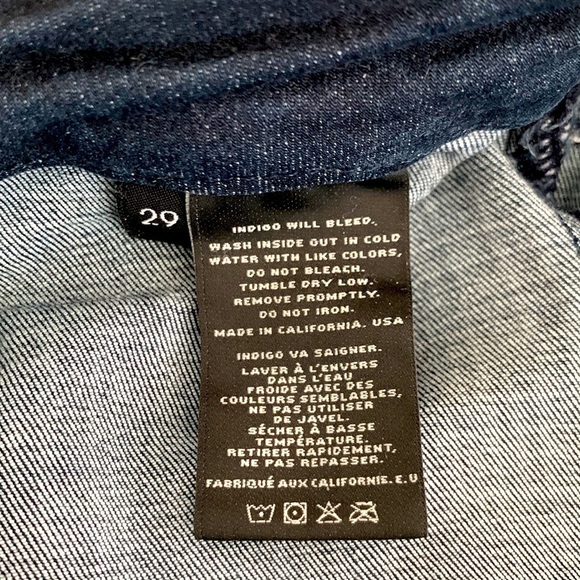 29
INDIGO WILL BLEED.
WASH INSIDE OUT IN COLD
WATER WITH LIKE COLORS,
DO NOT BLEACH.
TUMBLE DRY LOW.
REMOVE PROMPTLY.
DO NOT IRON.
MADE IN CALIFORNIA. USA
INDIGO VA SAIGNER.
LAVER À L'ENVERS
DANS L'EAU
FROIDE AVEC DES
COULEURS SEMBLABLES,
NE PAS UTILISER
DE JAVEL.
SÉCHER À BASSE
TEMPÉRATURE.
RETIRER RAPIDEMENT,
NE PAS REPASSER.
FABRIQUÉ AUX CALIFORNIE. E.U